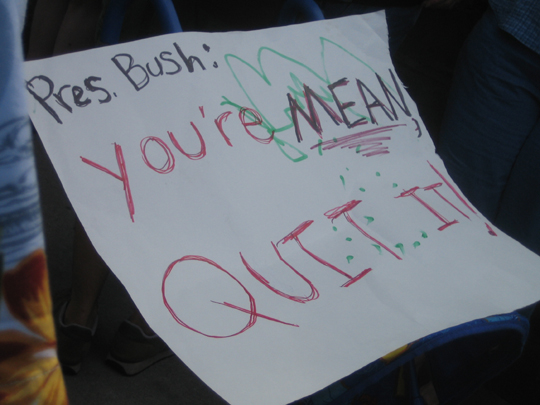 Pres. Bush:
you're MEAN,
QUIT IT!